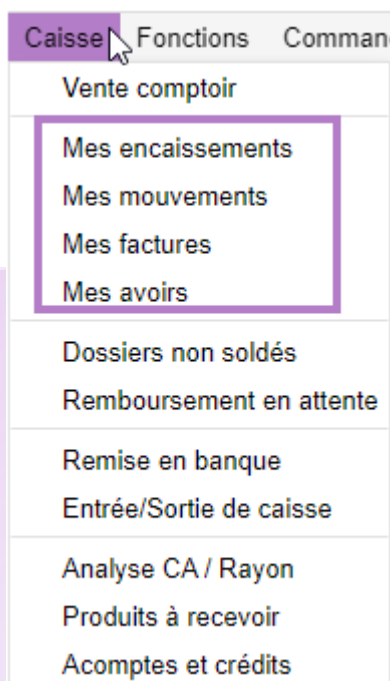 Caisse Fonctions Comman
Vente comptoir
Mes encaissements
Mes mouvements
Mes factures
Mes avoirs
Dossiers non soldés
Remboursement en attente
Remise en banque
Entrée/Sortie de caisse
Analyse CA / Rayon
Produits à recevoir
Acomptes et crédits